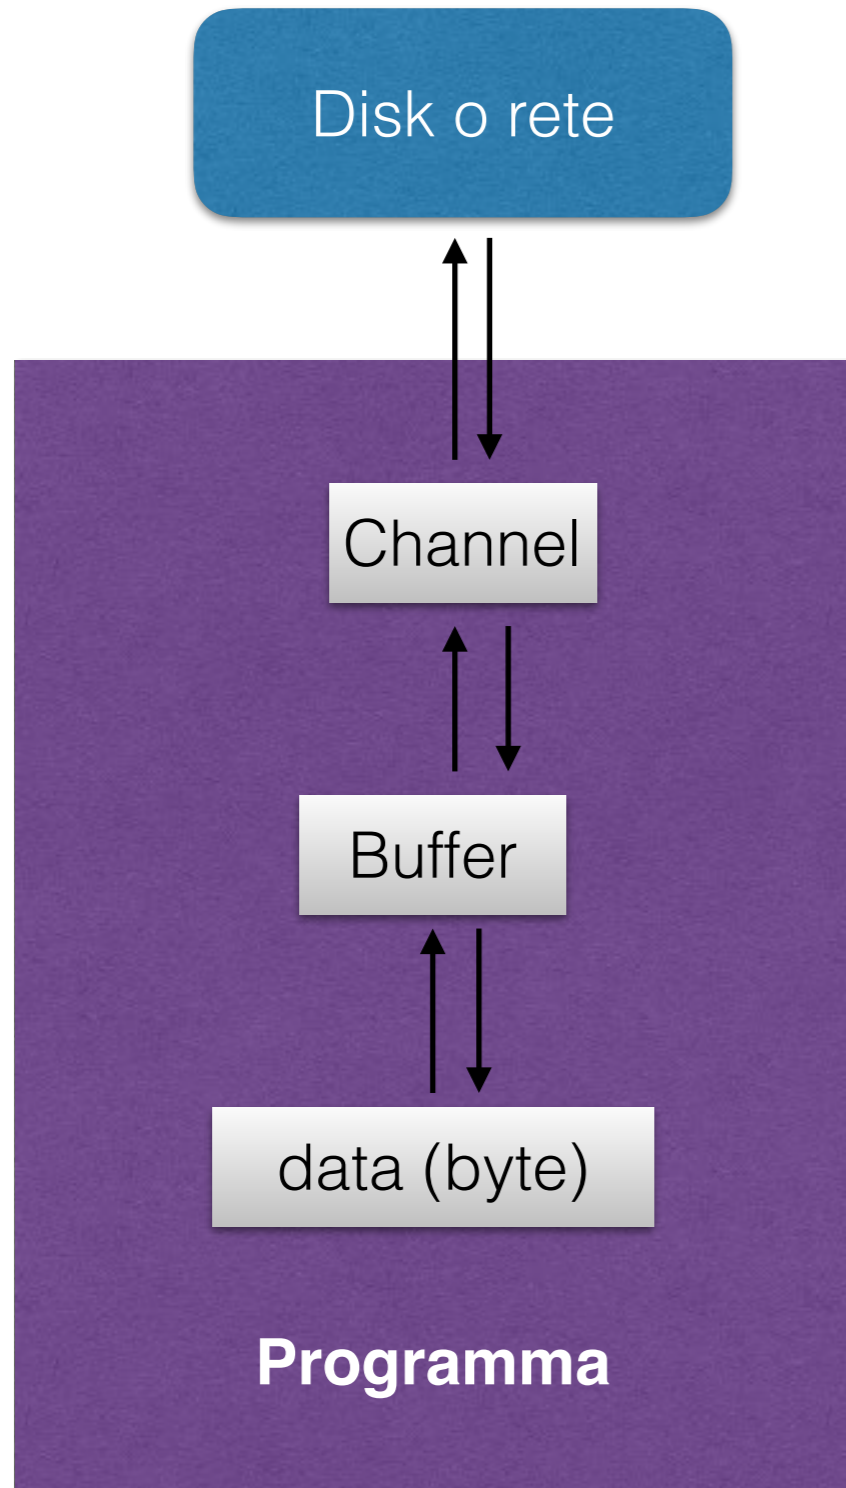 Disk o rete
Channel
Buffer
data (byte)
Programma